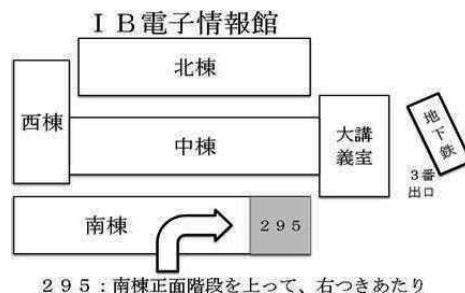 ＩＢ電子情報館
北棟
西棟
中棟
大講
義室
地下鉄
3番
出口
南棟
２９５
２９５：南棟正面階段を上って、右つきあたり